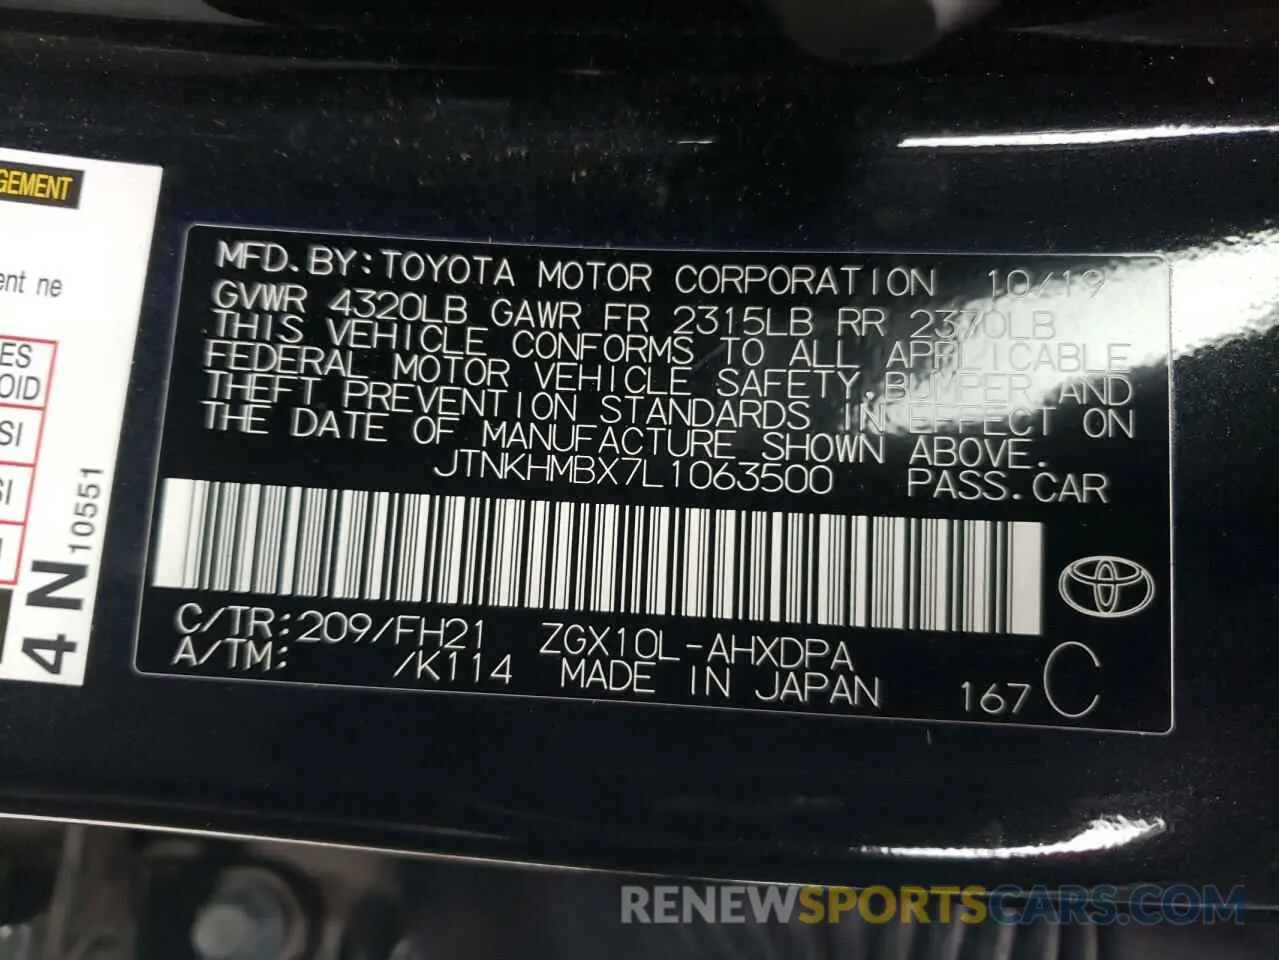 GEMENT
ent ne
ES
OID
SI
SI
4N10551
MFD.BY:TOYOTA MOTOR CORPORATION 10/19
GVWR 4320LB GAWR FR 2315LB RR 2370LB
THIS VEHICLE CONFORMS TO ALL APPLICABLE
FEDERAL MOTOR VEHICLE SAFETY,BUMPER AND
THEFT PREVENTION STANDARDS IN EFFECT ON
THE DATE OF MANUFACTURE SHOWN ABOVE.
JTNKHMBX7L1063500 PASS.CAR
C/TR:209/FH21 ZGX10L-AHXDPA
A/TM: /K114 MADE IN JAPAN 167 C
RENEWSPORTSCARS.COM